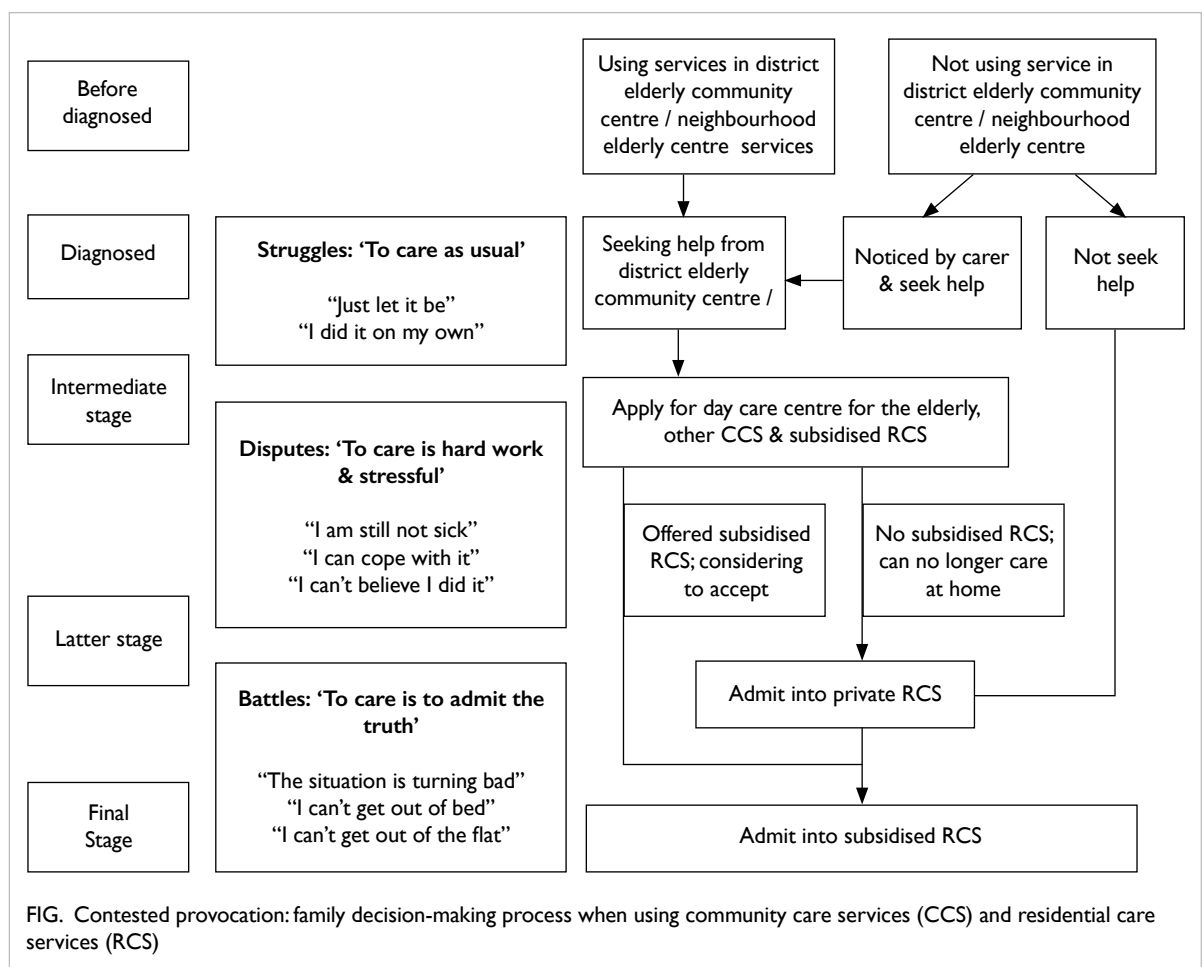 Before
diagnosed
Using services in district
elderly community
centre / neighbourhood
elderly centre services
Not using service in
district elderly community
centre / neighbourhood
elderly centre
Diagnosed
Struggles: ‘To care as usual’
“Just let it be”
“I did it on my own”
Seeking help from
district elderly
community centre /
Noticed by carer
& seek help
Not seek
help
Intermediate
stage
Apply for day care centre for the elderly,
other CCS & subsidised RCS
Disputes: ‘To care is hard work
& stressful’
“I am still not sick”
“I can cope with it”
“I can’t believe I did it”
Offered subsidised
RCS; considering
to accept
No subsidised RCS;
can no longer care
at home
Latter stage
Battles: ‘To care is to admit the
truth’
“The situation is turning bad”
“I can’t get out of bed”
“I can’t get out of the flat”
Admit into private RCS
Final
Stage
Admit into subsidised RCS
FIG. Contested provocation: family decision-making process when using community care services (CCS) and residential care
services (RCS)